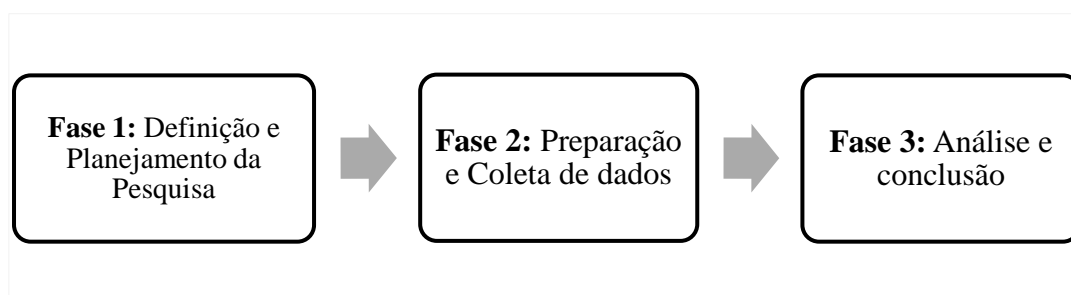 Fase 1: Definição e
Planejamento da
Pesquisa
Fase 2: Preparação
e Coleta de dados
Fase 3: Análise e
conclusão